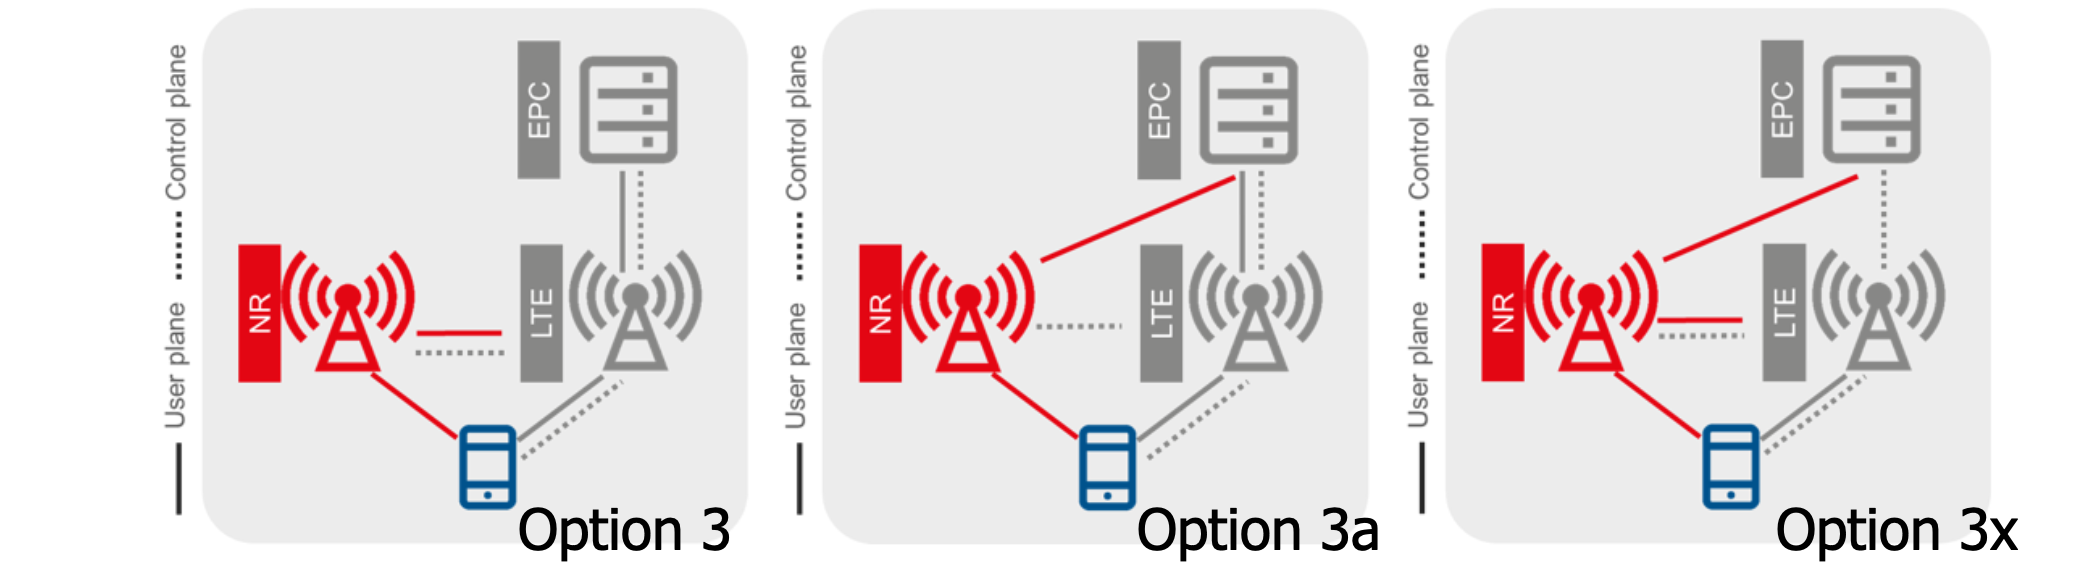 Control plane
User plane
EPC
NR
LTE
Option 3
Control plane
User plane
EPC
NR
LTE
Option 3a
Control plane
User plane
EPC
NR
LTE
Option 3x